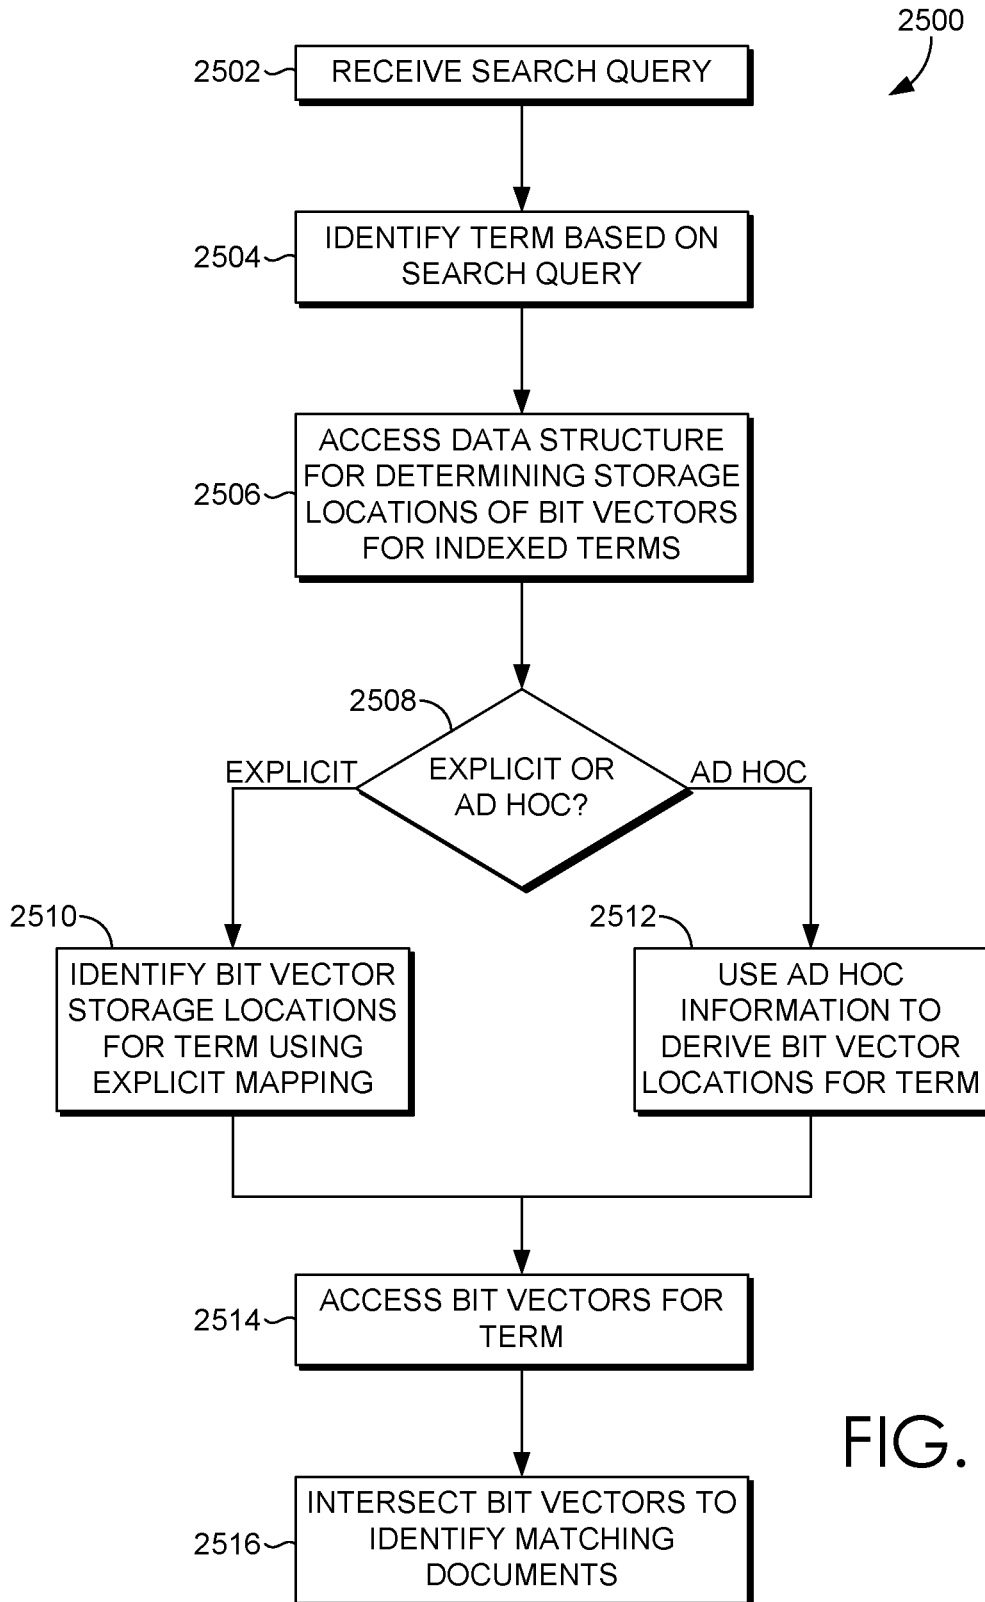 2500
2502
RECEIVE SEARCH QUERY
2504
IDENTIFY TERM BASED ON
SEARCH QUERY
2506
ACCESS DATA STRUCTURE
FOR DETERMINING STORAGE
LOCATIONS OF BIT VECTORS
FOR INDEXED TERMS
2508
EXPLICIT OR
AD HOC?
EXPLICIT
AD HOC
2510
IDENTIFY BIT VECTOR
STORAGE LOCATIONS
FOR TERM USING
EXPLICIT MAPPING
2512
USE AD HOC
INFORMATION TO
DERIVE BIT VECTOR
LOCATIONS FOR TERM
2514
ACCESS BIT VECTORS FOR
TERM
2516
INTERSECT BIT VECTORS TO
IDENTIFY MATCHING
DOCUMENTS
FIG.